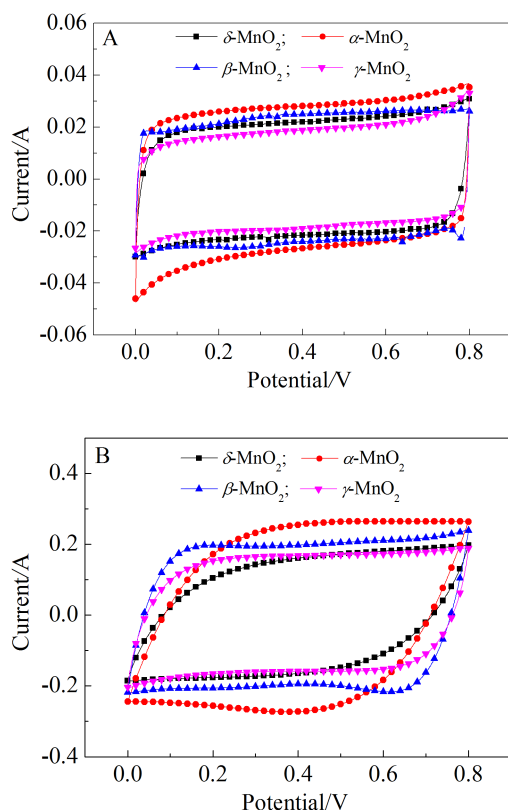 A
δ-MnO2; α-MnO2
β-MnO2; γ-MnO2
0.06
0.04
0.02
0.00
-0.02
-0.04
-0.06
Current/A
0.0 0.2 0.4 0.6 0.8
Potential/V
B
δ-MnO2; α-MnO2
β-MnO2; γ-MnO2
0.4
0.2
0.0
-0.2
-0.4
Current/A
0.0 0.2 0.4 0.6 0.8
Potential/V